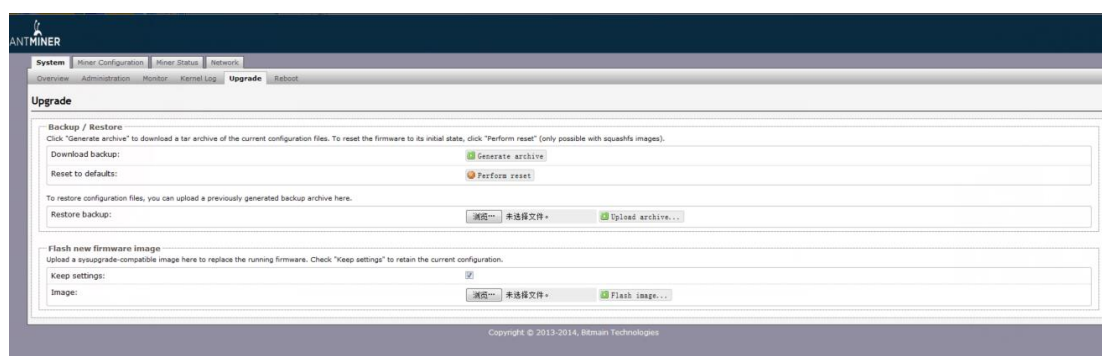 ANTMINER
System Miner Configuration Miner Status Network
Overview Administration Monitor Kernel Log Upgrade Reboot
Upgrade
Backup / Restore
Click "Generate archive" to download a tar archive of the current configuration files. To reset the firmware to its initial state, click "Perform reset" (only possible with squashfs images).
Download backup: Generate archive
Reset to defaults: Perform reset
To restore configuration files, you can upload a previously generated backup archive here.
Restore backup: 浏览… 未选择文件。 Upload archive...
Flash new firmware image
Upload a sysupgrade-compatible image here to replace the running firmware. Check "Keep settings" to retain the current configuration.
Keep settings:
Image: 浏览… 未选择文件。 Flash image...
Copyright © 2013-2014, Bitmain Technologies